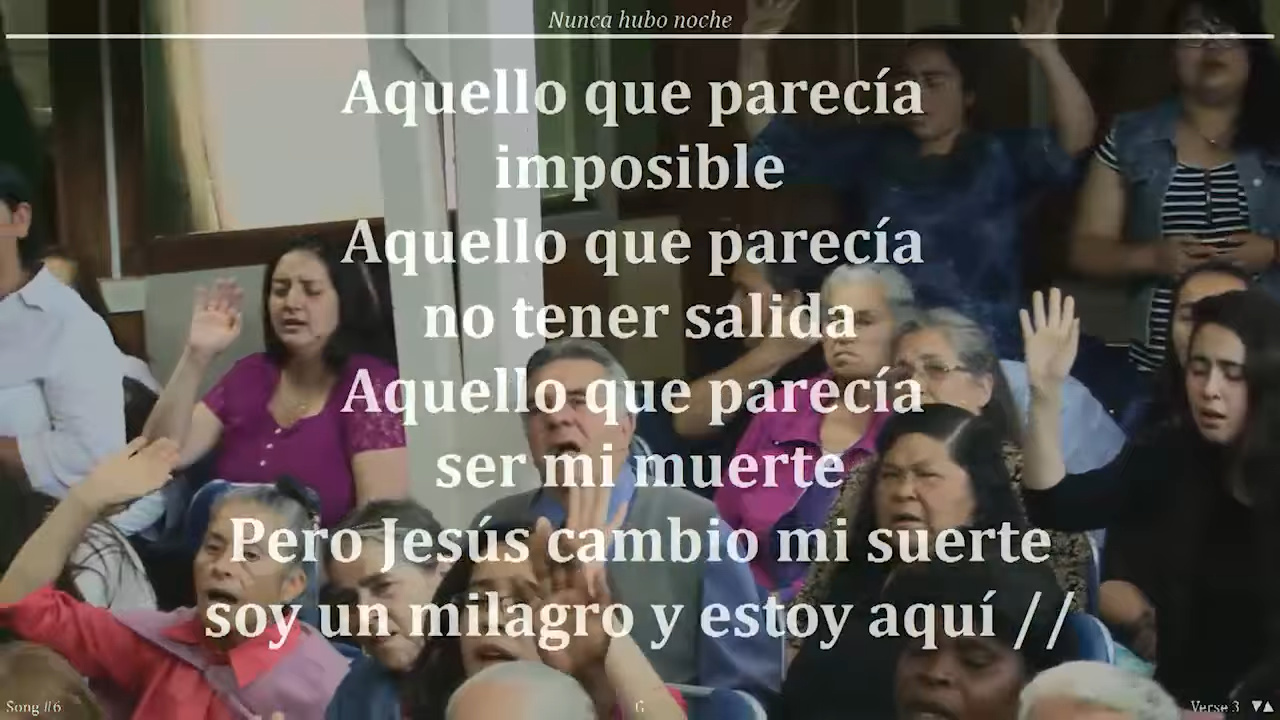 Nunca hubo noche
Aquello que parecía
imposible
Aquello que parecía
no tener salida
Aquello que parecía
ser mi muerte
Pero Jesús cambio mi suerte
soy un milagro y estoy aquí //
Song #6 G Verse 3 ▼▲